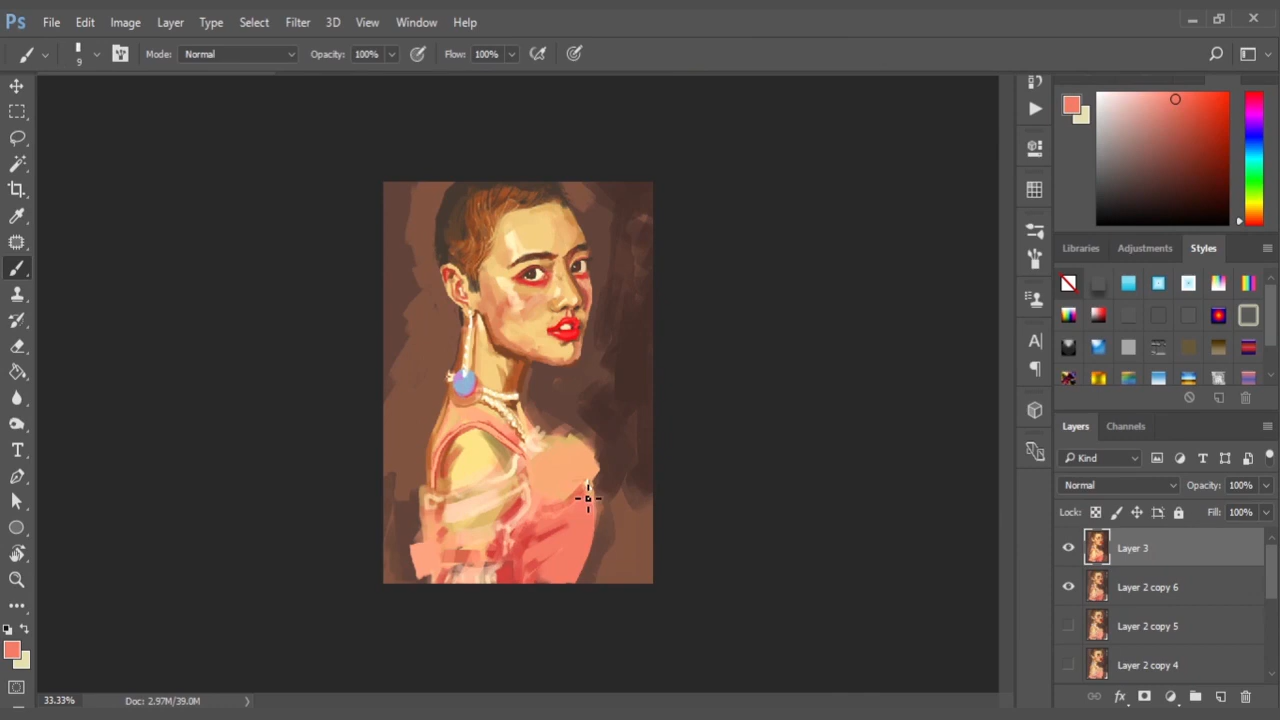 Ps File Edit Image Layer Type Select Filter 3D View Window Help
9 Mode: Normal Opacity: 100% Flow: 100%
Libraries Adjustments Styles
Layers Channels
Kind
Normal Opacity: 100%
Lock: Fill: 100%
Layer 3
Layer 2 copy 6
Layer 2 copy 5
Layer 2 copy 4
33.33% Doc: 2.97M/39.0M